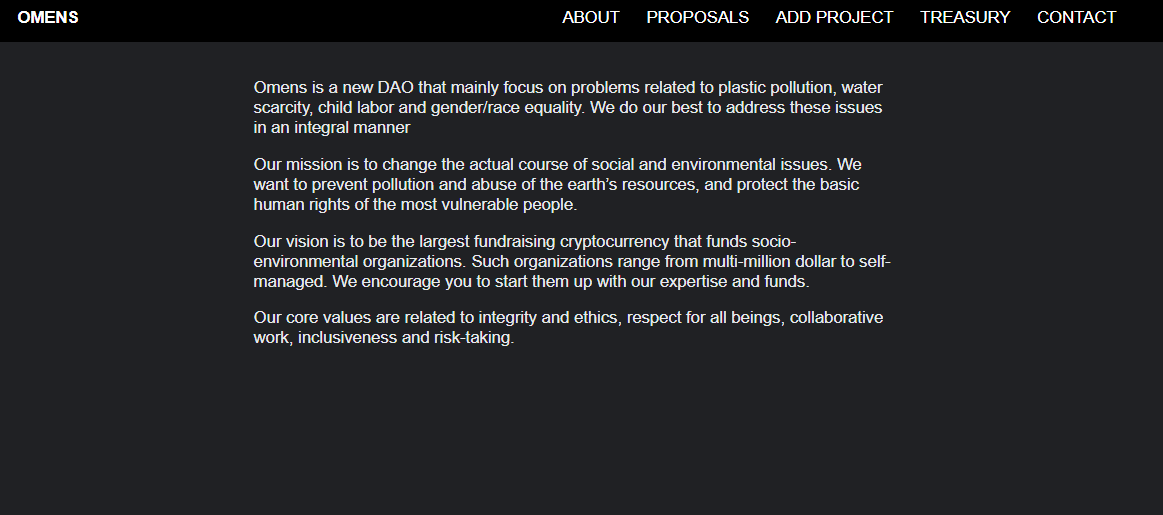 OMENS ABOUT PROPOSALS ADD PROJECT TREASURY CONTACT
Omens is a new DAO that mainly focus on problems related to plastic pollution, water
scarcity, child labor and gender/race equality. We do our best to address these issues
in an integral manner
Our mission is to change the actual course of social and environmental issues. We
want to prevent pollution and abuse of the earth’s resources, and protect the basic
human rights of the most vulnerable people.
Our vision is to be the largest fundraising cryptocurrency that funds socio-
environmental organizations. Such organizations range from multi-million dollar to self-
managed. We encourage you to start them up with our expertise and funds.
Our core values are related to integrity and ethics, respect for all beings, collaborative
work, inclusiveness and risk-taking.